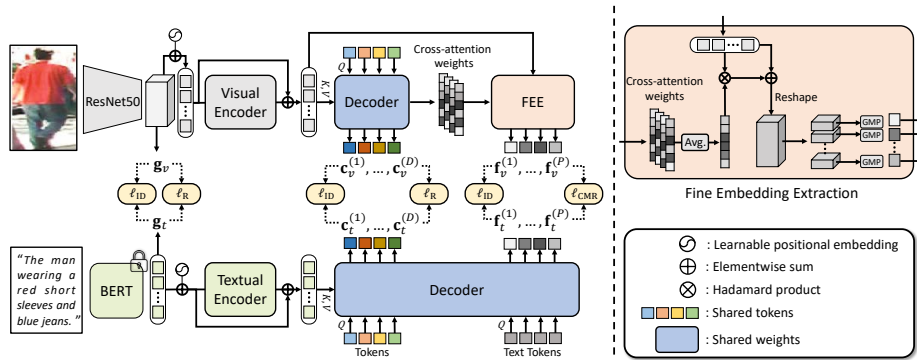 ResNet50
Visual
Encoder
Q
K,V
Decoder
Cross-attention
weights
FEE
g_v
ℓ_ID
ℓ_R
g_t
c_v^(1), ..., c_v^(D)
ℓ_ID
ℓ_R
c_t^(1), ..., c_t^(D)
f_v^(1), ..., f_v^(P)
ℓ_ID
ℓ_CMR
f_t^(1), ..., f_t^(P)
"The man
wearing a
red short
sleeves and
blue jeans."
BERT
Textual
Encoder
K,V
Decoder
Q
Tokens
Q
Text Tokens
Cross-attention
weights
Avg.
Reshape
GMP
GMP
GMP
Fine Embedding Extraction
: Learnable positional embedding
: Elementwise sum
: Hadamard product
: Shared tokens
: Shared weights